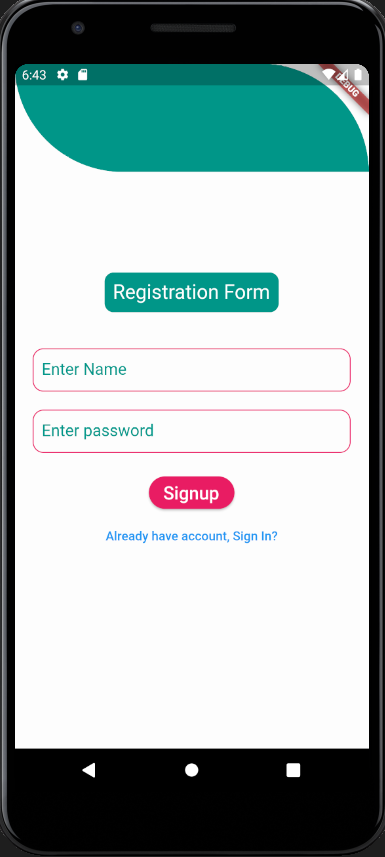 6:43
DEBUG
Registration Form
Enter Name
Enter password
Signup
Already have account, Sign In?